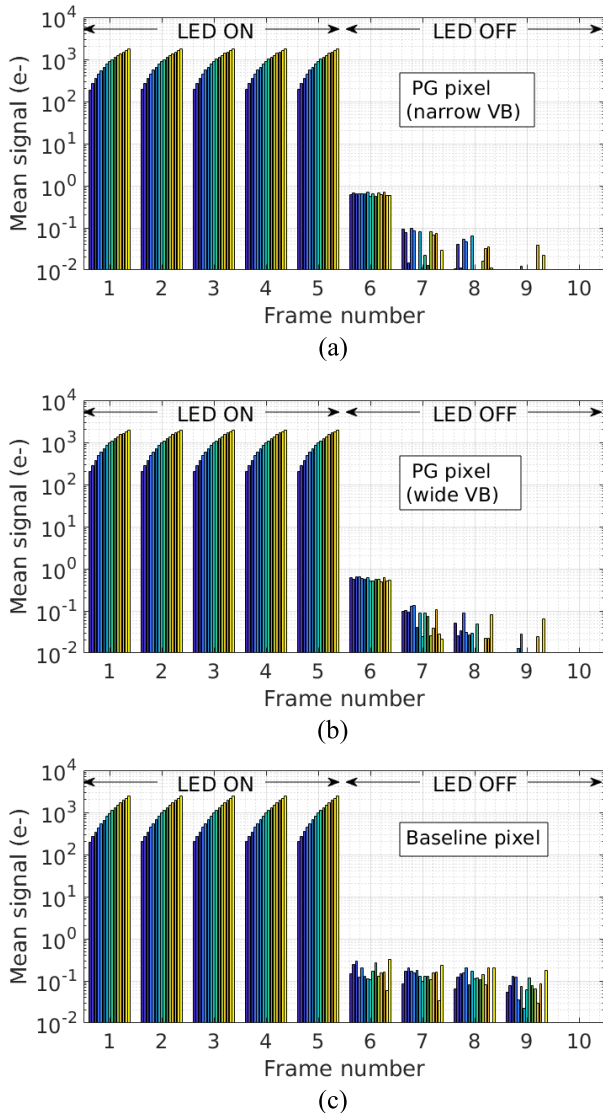 LED ON LED OFF
10^4
10^3
10^2
10^1
10^0
10^-1
10^-2
Mean signal (e-)
PG pixel
(narrow VB)
1 2 3 4 5 6 7 8 9 10
Frame number
(a)
LED ON LED OFF
10^4
10^3
10^2
10^1
10^0
10^-1
10^-2
Mean signal (e-)
PG pixel
(wide VB)
1 2 3 4 5 6 7 8 9 10
Frame number
(b)
LED ON LED OFF
10^4
10^3
10^2
10^1
10^0
10^-1
10^-2
Mean signal (e-)
Baseline pixel
1 2 3 4 5 6 7 8 9 10
Frame number
(c)